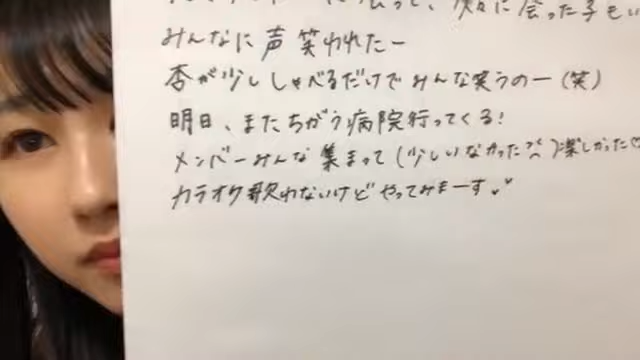 みんなに声笑われたー
杏が少ししゃべるだけでみんな笑うのー(笑)
明日、またちがう病院行ってくる!
メンバーみんな集まって(少しいなかった??)楽しかった♡
カラオケ歌わないけどやってみまーす